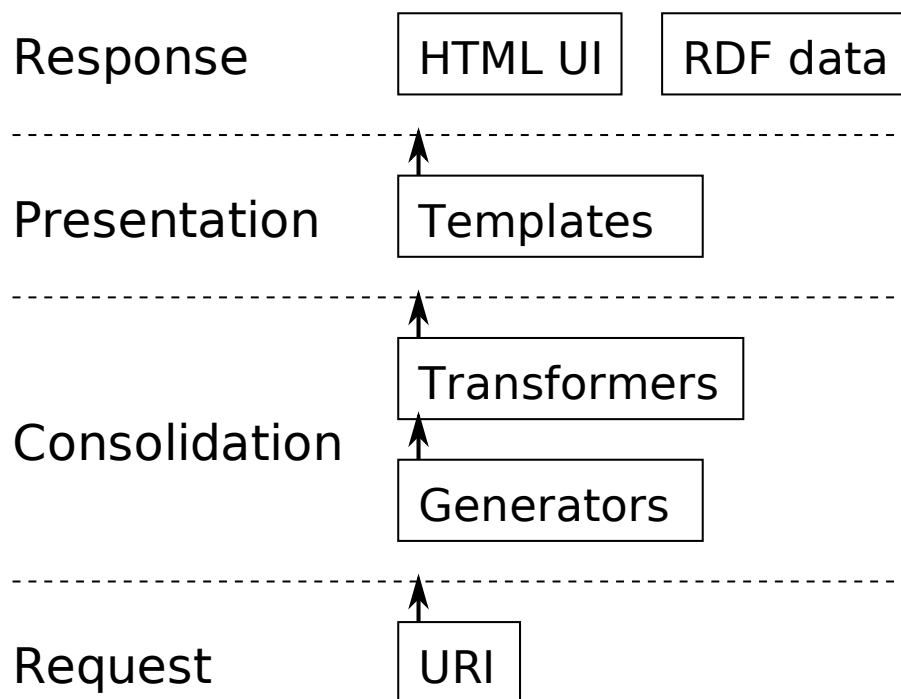 Response
HTML UI
RDF data
Presentation
Templates
Transformers
Consolidation
Generators
Request
URI